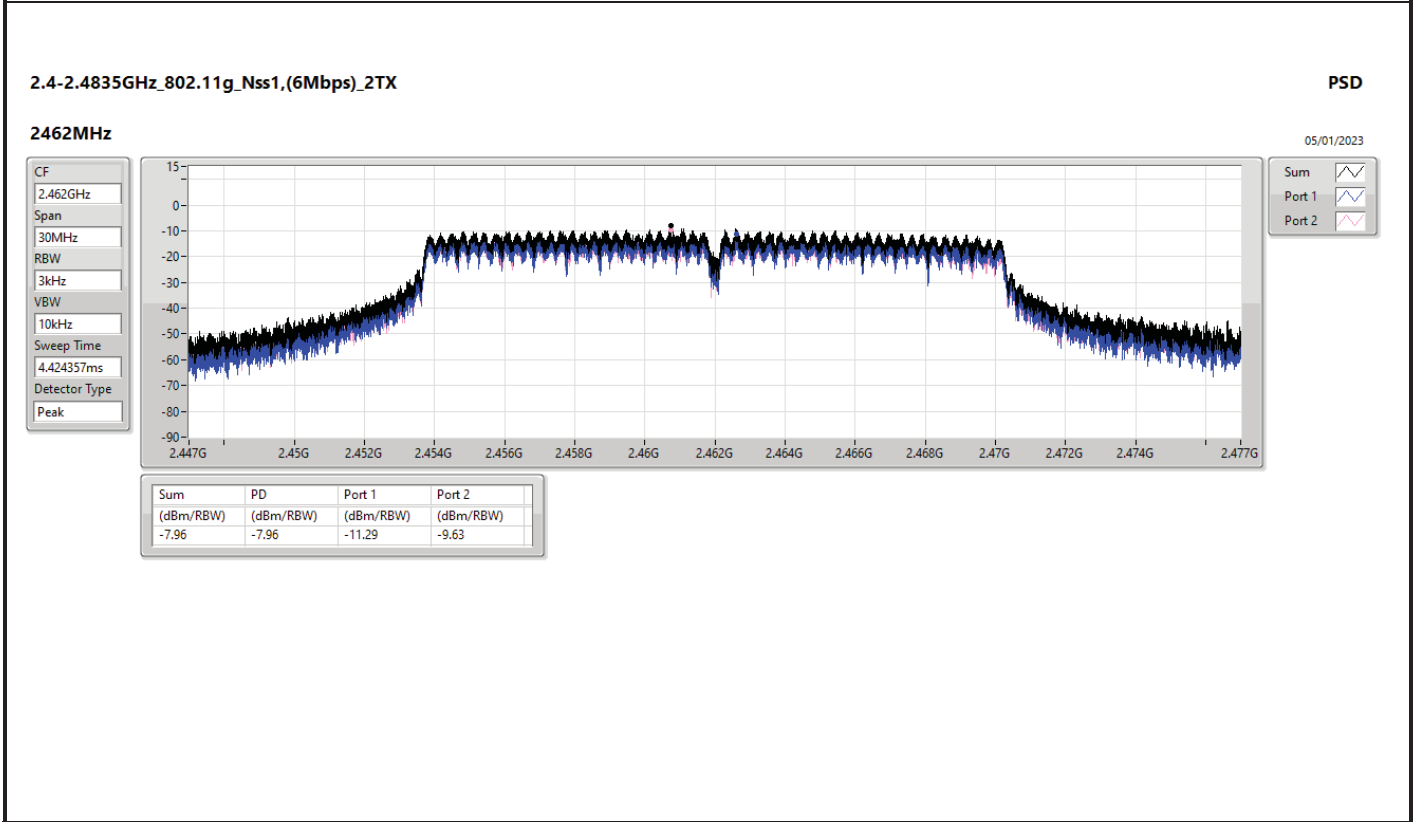 2.4-2.4835GHz_802.11g_Nss1,(6Mbps)_2TX
PSD
2462MHz
05/01/2023
CF
2.462GHz
Span
30MHz
RBW
3kHz
VBW
10kHz
Sweep Time
4.424357ms
Detector Type
Peak
15-
0-
-10-
-20-
-30-
-40-
-50-
-60-
-70-
-80-
-90-
2.447G 2.45G 2.452G 2.454G 2.456G 2.458G 2.46G 2.462G 2.464G 2.466G 2.468G 2.47G 2.472G 2.474G 2.477G
Sum
Port 1
Port 2
Sum PD Port 1 Port 2
(dBm/RBW) (dBm/RBW) (dBm/RBW) (dBm/RBW)
-7.96 -7.96 -11.29 -9.63